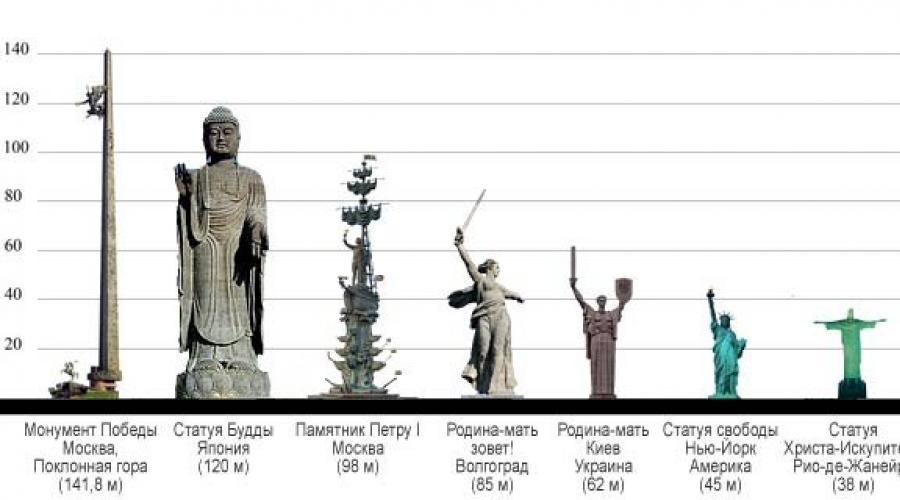 140
120
100
80
60
40
20
Монумент Победы
Москва,
Поклонная гора
(141,8 м)
Статуя Будды
Япония
(120 м)
Памятник Петру I
Москва
(98 м)
Родина-мать
зовет!
Волгоград
(85 м)
Родина-мать
Киев
Украина
(62 м)
Статуя свободы
Нью-Йорк
Америка
(45 м)
Статуя
Христа-Искупите
Рио-де-Жанейр
(38 м)